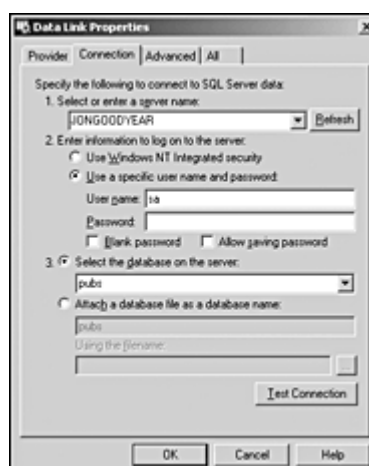 Data Link Properties
Provider Connection Advanced All
Specify the following to connect to SQL Server data:
1. Select or enter a server name:
JONGOODYEAR Refresh
2. Enter information to log on to the server:
Use Windows NT Integrated security
Use a specific user name and password:
User name: sa
Password:
Blank password Allow saving password
3. Select the database on the server:
pubs
Attach a database file as a database name:
pubs
Using the filename:
...
Test Connection
OK Cancel Help